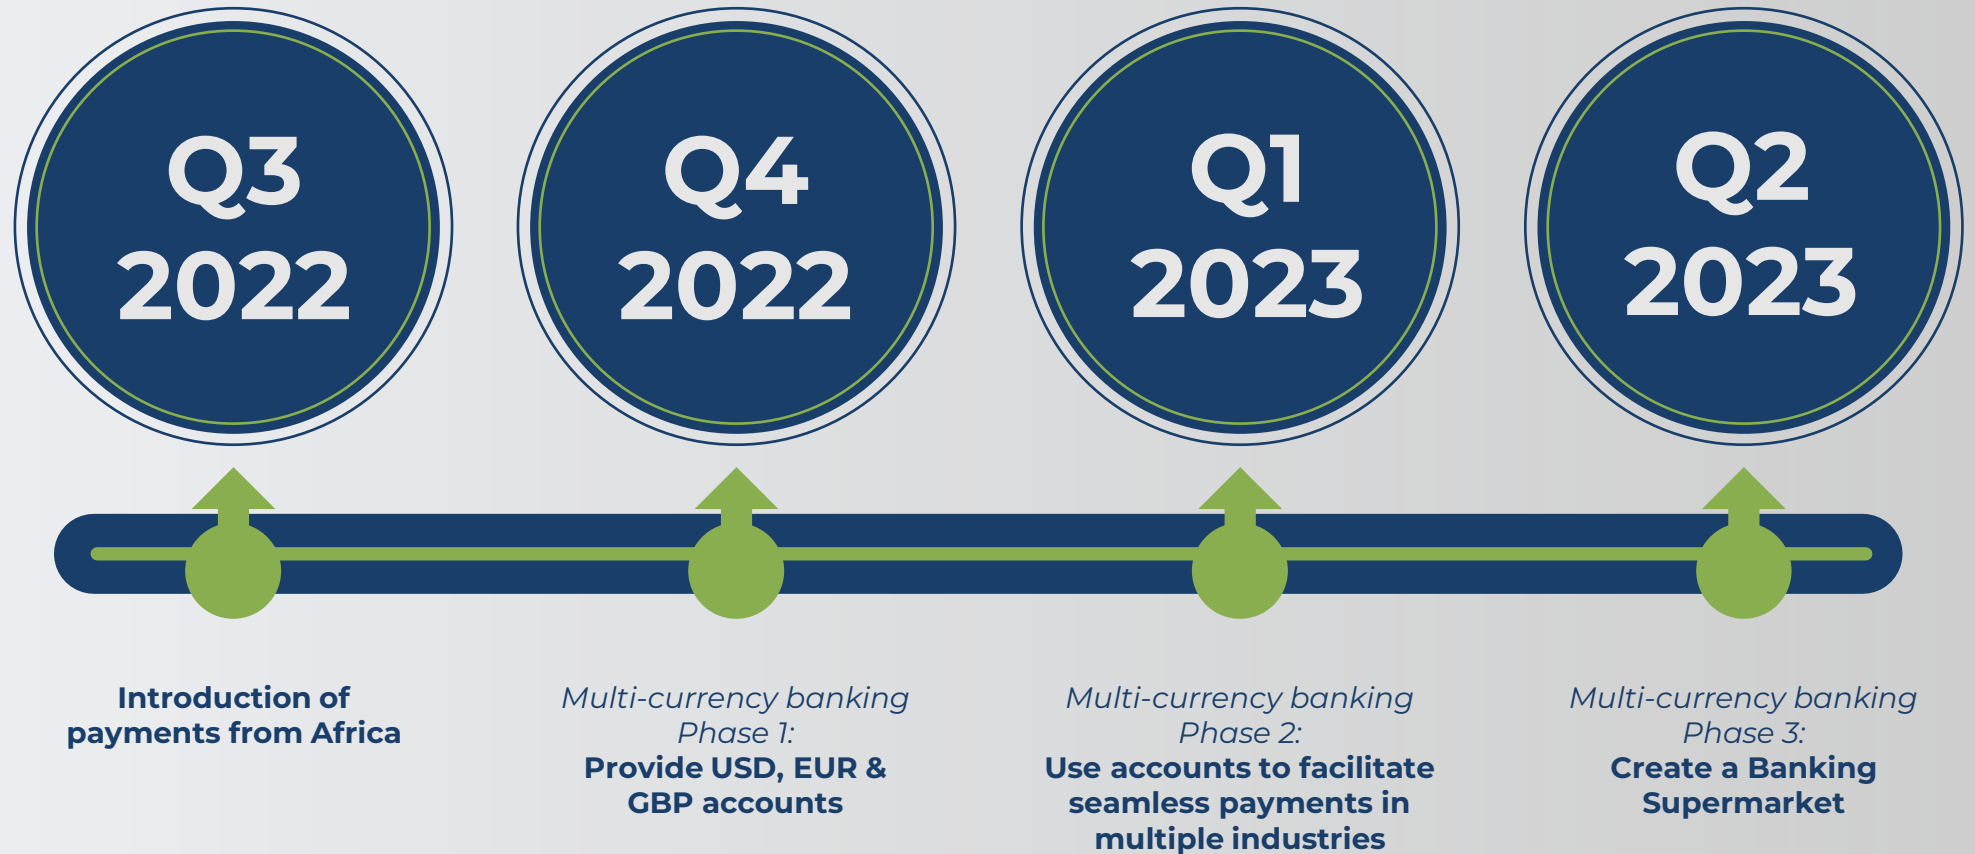 Q3
2022
Q4
2022
Q1
2023
Q2
2023
Introduction of
payments from Africa
Multi-currency banking
Phase 1:
Provide USD, EUR &
GBP accounts
Multi-currency banking
Phase 2:
Use accounts to facilitate
seamless payments in
multiple industries
Multi-currency banking
Phase 3:
Create a Banking
Supermarket